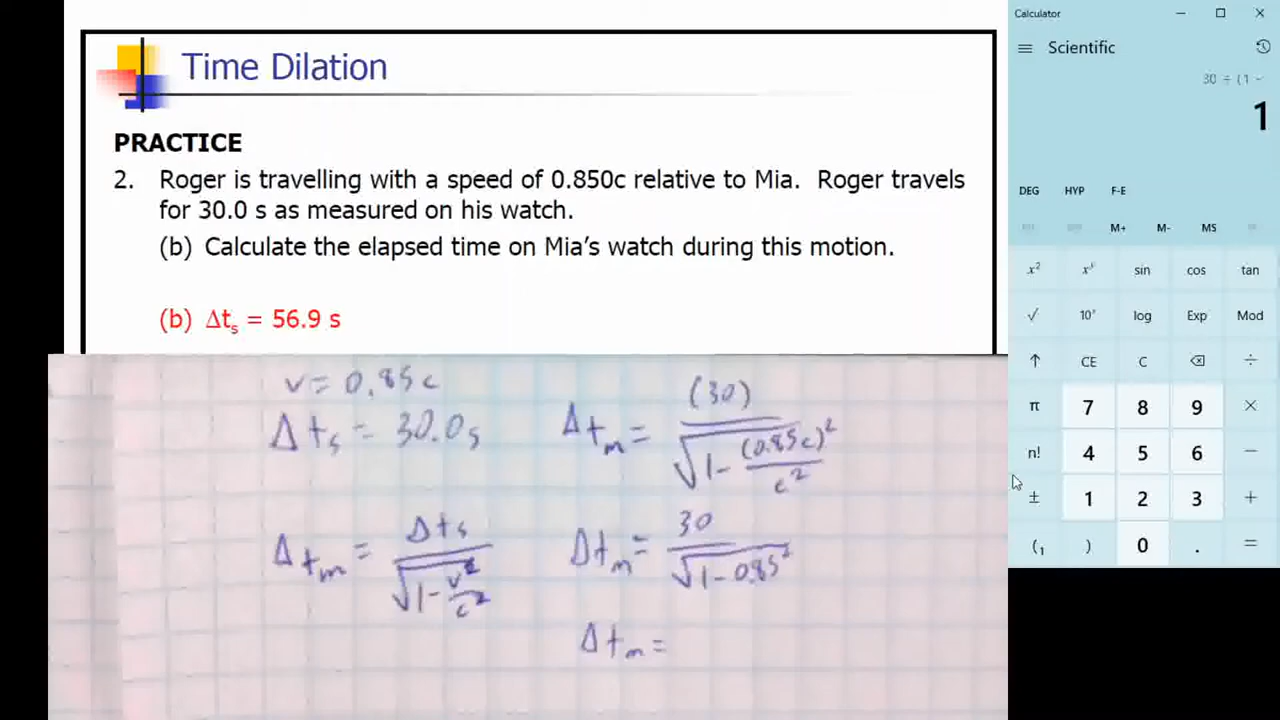 Time Dilation
PRACTICE
2. Roger is travelling with a speed of 0.850c relative to Mia. Roger travels
for 30.0 s as measured on his watch.
(b) Calculate the elapsed time on Mia's watch during this motion.
(b) Δts = 56.9 s
v = 0.85c
Δts = 30.0s
Δtm = Δts / √1 - v²/c²
Δtm = (30) / √1 - (0.85c)²/c²
Δtm = 30 / √1 - 0.85²
Δtm =
Calculator
Scientific
30 ÷ (1 -
1
DEG HYP F-E
M+ M- MS
x² xʸ sin cos tan
√ 10ˣ log Exp Mod
↑ CE C ÷
π 7 8 9 ×
n! 4 5 6 −
± 1 2 3 +
(₁ ) 0 . =